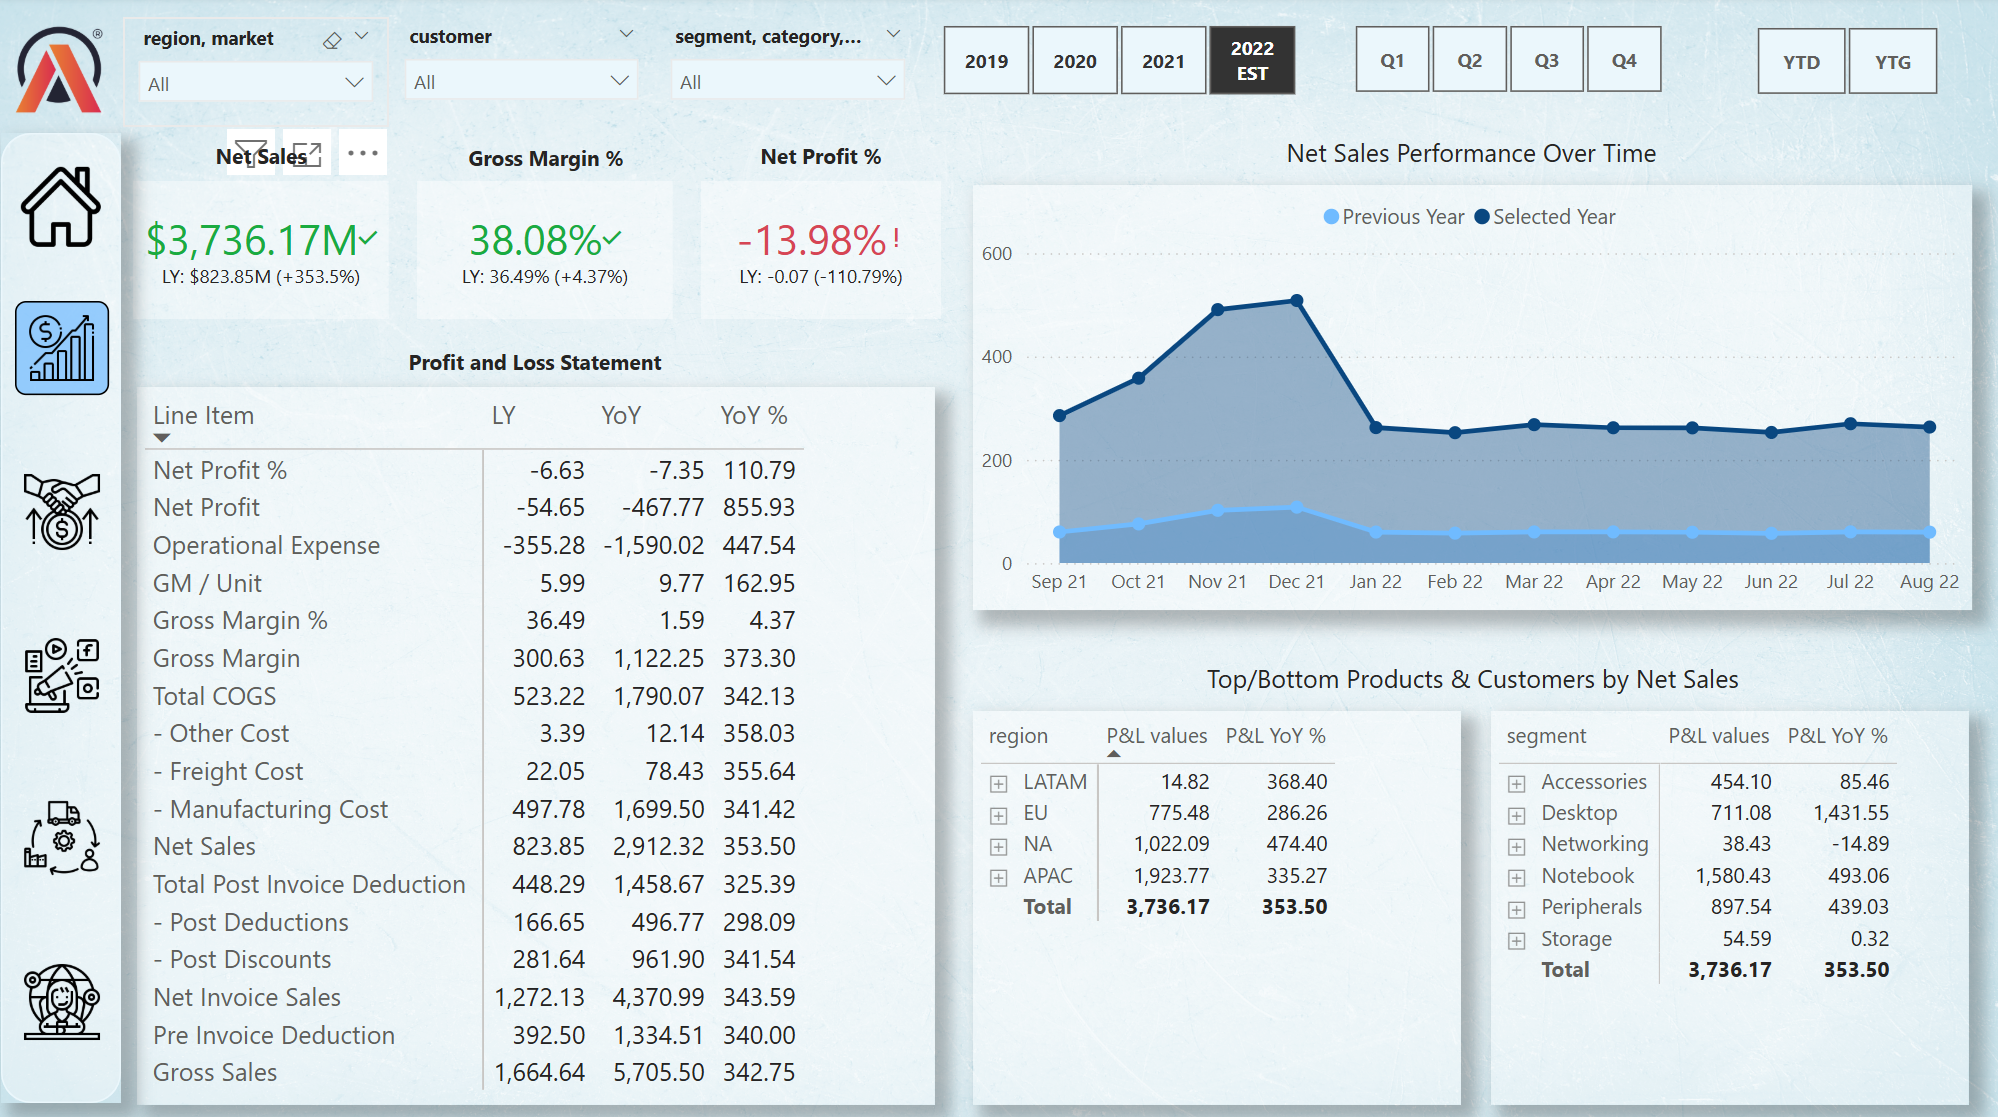 region, market
All
customer
All
segment, category,...
All
2019
2020
2021
2022 EST
Q1
Q2
Q3
Q4
YTD
YTG
®
Net Sales
$3,736.17M
LY: $823.85M (+353.5%)
Gross Margin %
38.08%
LY: 36.49% (+4.37%)
Net Profit %
-13.98%!
LY: -0.07 (-110.79%)
Profit and Loss Statement
Line Item LY YoY YoY %
Net Profit % -6.63 -7.35 110.79
Net Profit -54.65 -467.77 855.93
Operational Expense -355.28 -1,590.02 447.54
GM / Unit 5.99 9.77 162.95
Gross Margin % 36.49 1.59 4.37
Gross Margin 300.63 1,122.25 373.30
Total COGS 523.22 1,790.07 342.13
- Other Cost 3.39 12.14 358.03
- Freight Cost 22.05 78.43 355.64
- Manufacturing Cost 497.78 1,699.50 341.42
Net Sales 823.85 2,912.32 353.50
Total Post Invoice Deduction 448.29 1,458.67 325.39
- Post Deductions 166.65 496.77 298.09
- Post Discounts 281.64 961.90 341.54
Net Invoice Sales 1,272.13 4,370.99 343.59
Pre Invoice Deduction 392.50 1,334.51 340.00
Gross Sales 1,664.64 5,705.50 342.75
Net Sales Performance Over Time
Previous Year Selected Year
600
400
200
0
Sep 21 Oct 21 Nov 21 Dec 21 Jan 22 Feb 22 Mar 22 Apr 22 May 22 Jun 22 Jul 22 Aug 22
Top/Bottom Products & Customers by Net Sales
region P&L values P&L YoY %
LATAM 14.82 368.40
EU 775.48 286.26
NA 1,022.09 474.40
APAC 1,923.77 335.27
Total 3,736.17 353.50
segment P&L values P&L YoY %
Accessories 454.10 85.46
Desktop 711.08 1,431.55
Networking 38.43 -14.89
Notebook 1,580.43 493.06
Peripherals 897.54 439.03
Storage 54.59 0.32
Total 3,736.17 353.50